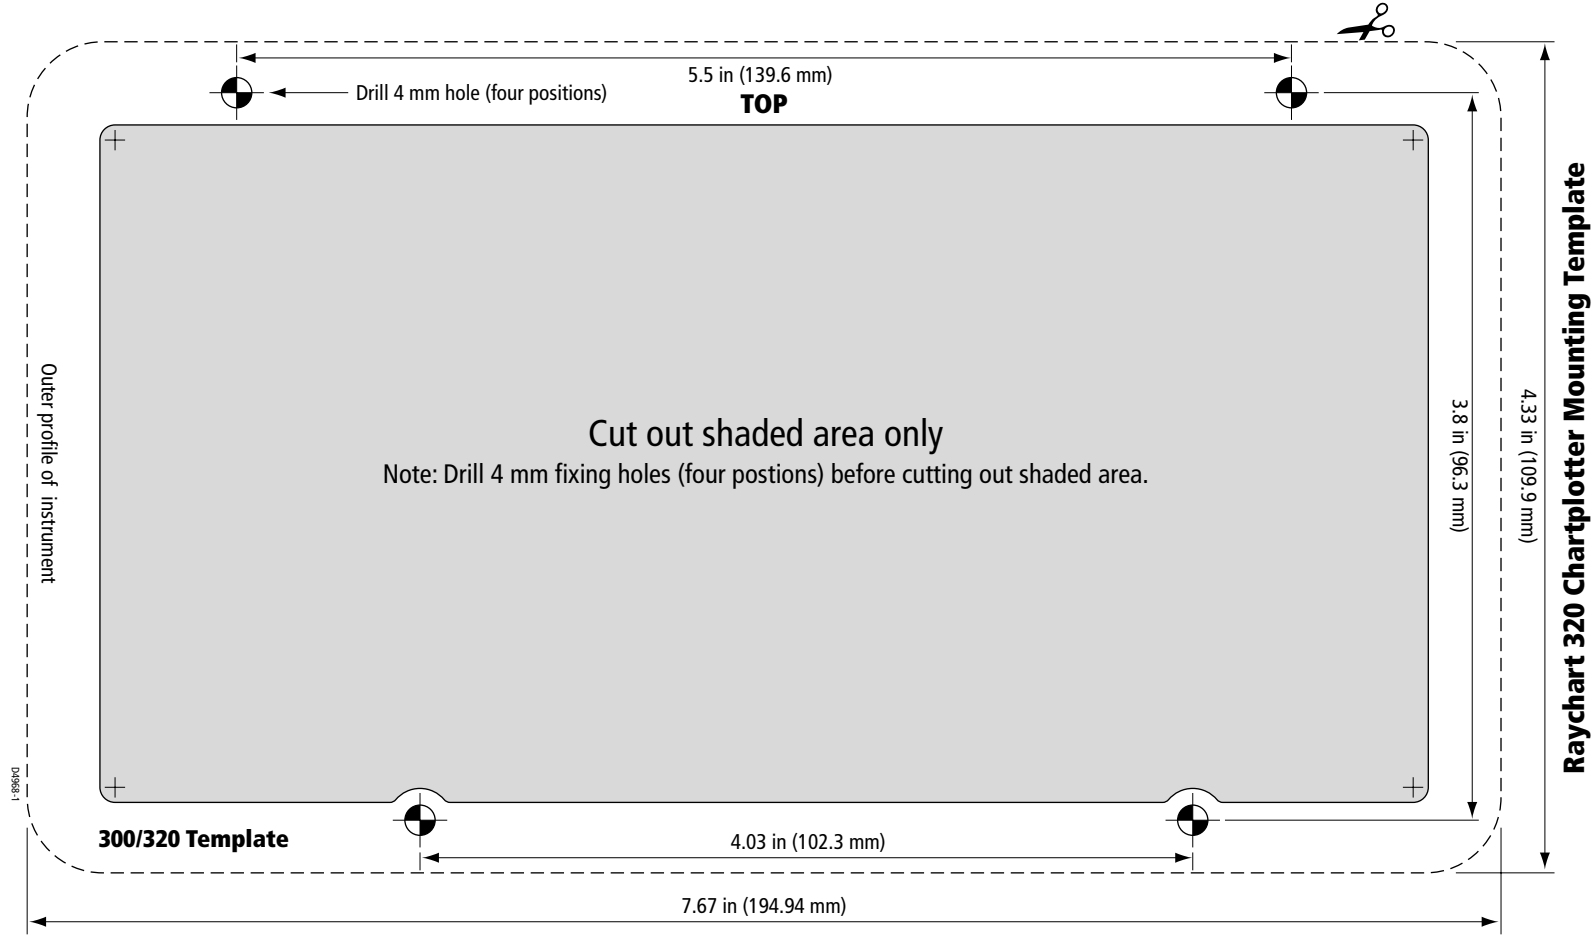 5.5 in (139.6 mm)
Drill 4 mm hole (four positions)
TOP
Cut out shaded area only
Note: Drill 4 mm fixing holes (four postions) before cutting out shaded area.
Outer profile of instrument
3.8 in (96.3 mm)
4.33 in (109.9 mm)
Raychart 320 Chartplotter Mounting Template
D4968-1
300/320 Template
4.03 in (102.3 mm)
7.67 in (194.94 mm)